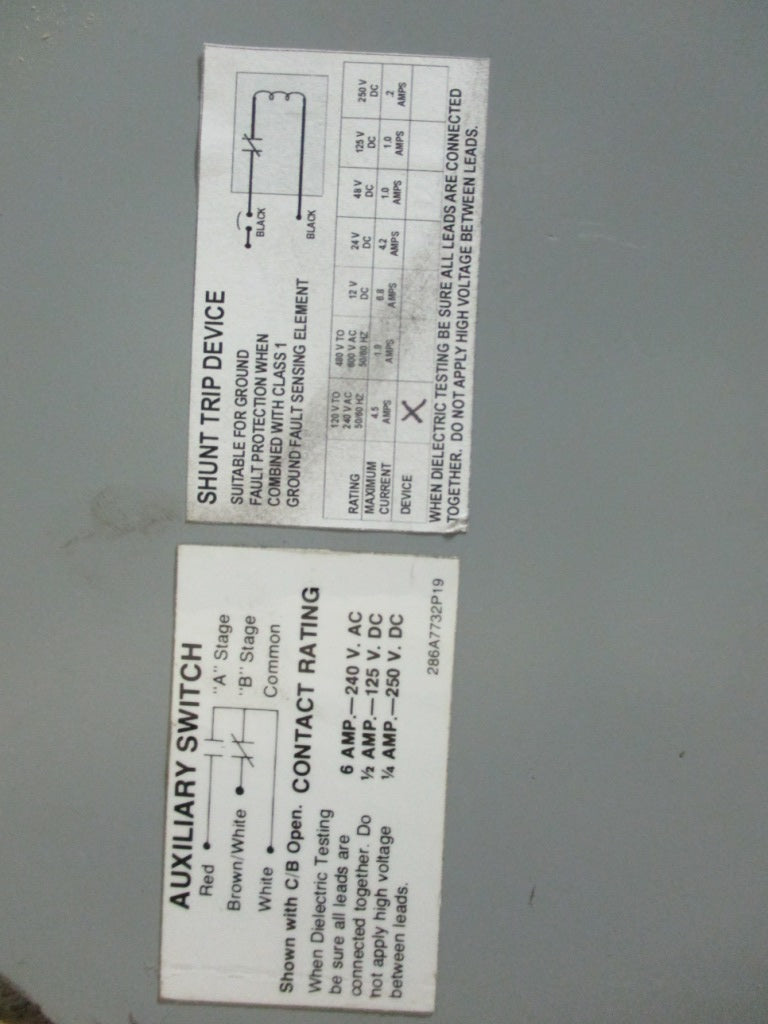 SHUNT TRIP DEVICE
SUITABLE FOR GROUND
FAULT PROTECTION WHEN
COMBINED WITH CLASS 1
GROUND FAULT SENSING ELEMENT
BLACK
BLACK
RATING 120 V TO 240 V AC 50/60 HZ 480 V TO 600 V AC 50/60 HZ 12 V DC 24 V DC 48 V DC 125 V DC 250 V DC
MAXIMUM CURRENT 4.5 AMPS 1.9 AMPS 6.8 AMPS 4.2 AMPS 1.0 AMPS 1.0 AMPS .2 AMPS
DEVICE X
WHEN DIELECTRIC TESTING BE SURE ALL LEADS ARE CONNECTED
TOGETHER. DO NOT APPLY HIGH VOLTAGE BETWEEN LEADS.
AUXILIARY SWITCH
Red "A" Stage
Brown/White "B" Stage
White Common
Shown with C/B Open. CONTACT RATING
When Dielectric Testing
be sure all leads are
connected together. Do
not apply high voltage
between leads.
6 AMP.—240 V. AC
½ AMP.—125 V. DC
¼ AMP.—250 V. DC
286A7732P19